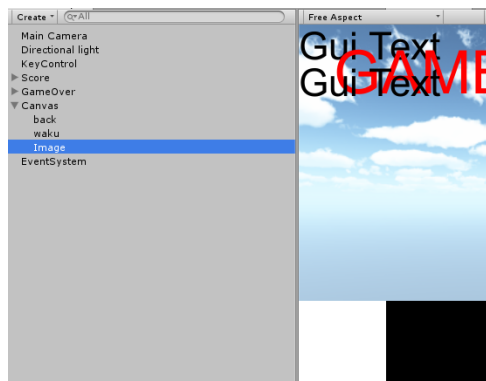 Create
All
Free Aspect
Main Camera
Directional light
KeyControl
Score
GameOver
Canvas
back
waku
Image
EventSystem
Gui Text
GAME
Gui Text